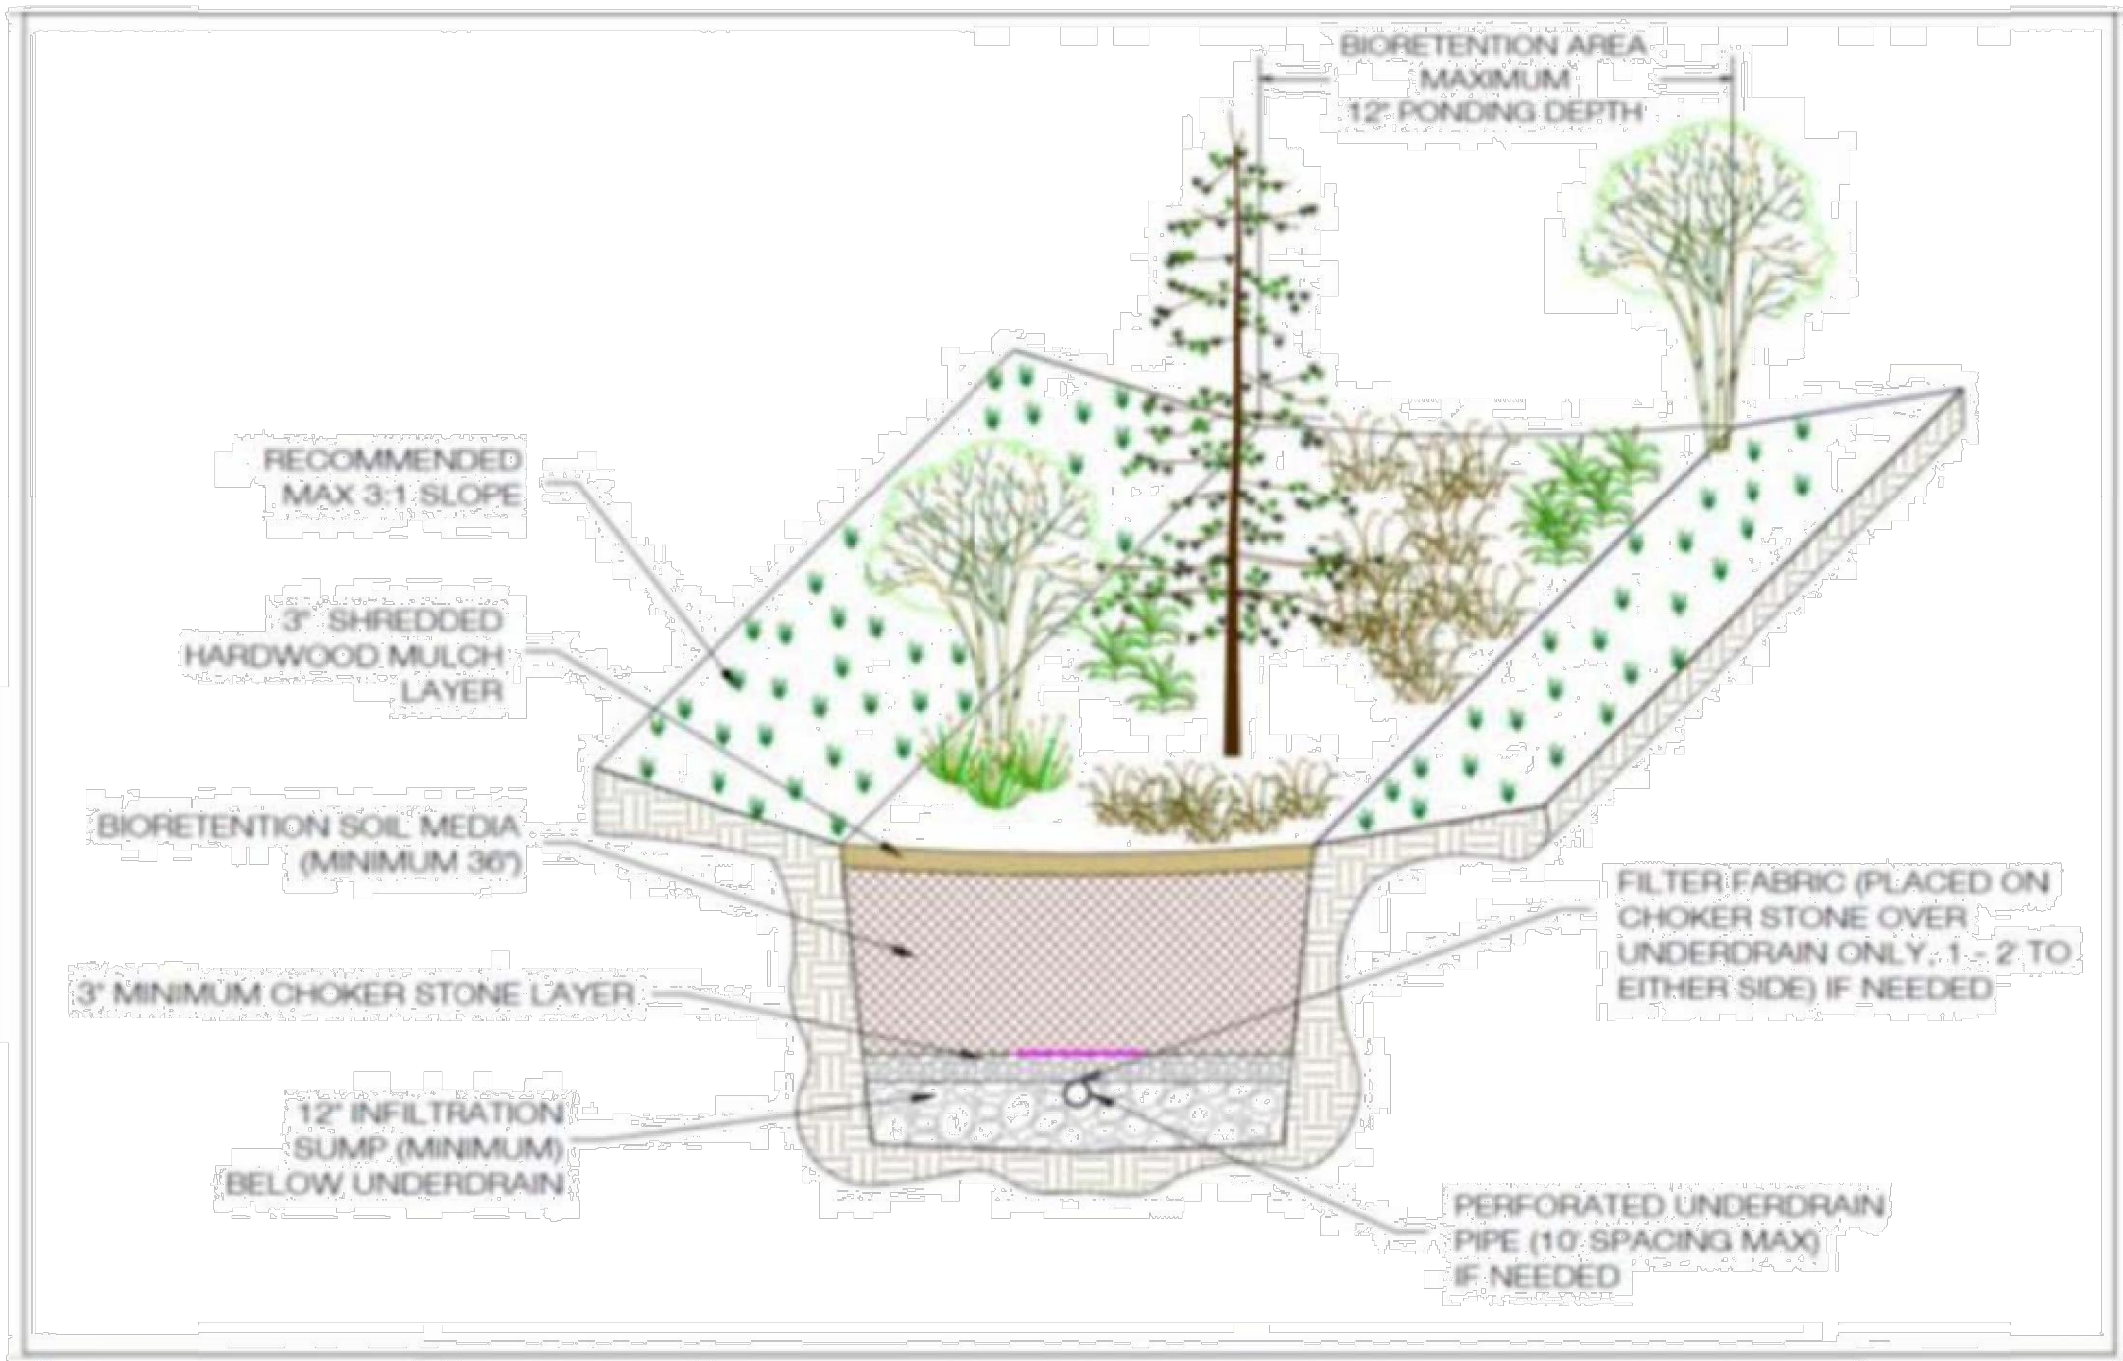 BIORETENTION AREA
MAXIMUM
12" PONDING DEPTH
RECOMMENDED
MAX 3:1 SLOPE
3" SHREDDED
HARDWOOD MULCH
LAYER
BIORETENTION SOIL MEDIA
(MINIMUM 36")
3" MINIMUM CHOKER STONE LAYER
12" INFILTRATION
SUMP (MINIMUM)
BELOW UNDERDRAIN
FILTER FABRIC (PLACED ON
CHOKER STONE OVER
UNDERDRAIN ONLY, 1 - 2' TO
EITHER SIDE) IF NEEDED
PERFORATED UNDERDRAIN
PIPE (10' SPACING MAX)
IF NEEDED